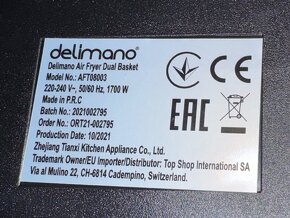 delimano®
Delimano Air Fryer Dual Basket
Model No.: AFT08003
220-240 V~, 50/60 Hz, 1700 W
Made in P.R.C
Batch No.: 2021002795
Order No.: ORT21-002795
Production Date: 10/2021
CE
EAC
Zhejiang Tianxi Kitchen Appliance Co., Ltd.
Trademark Owner/EU Importer/Distributor: Top Shop International SA
Via al Mulino 22, CH-6814 Cadempino, Switzerland.